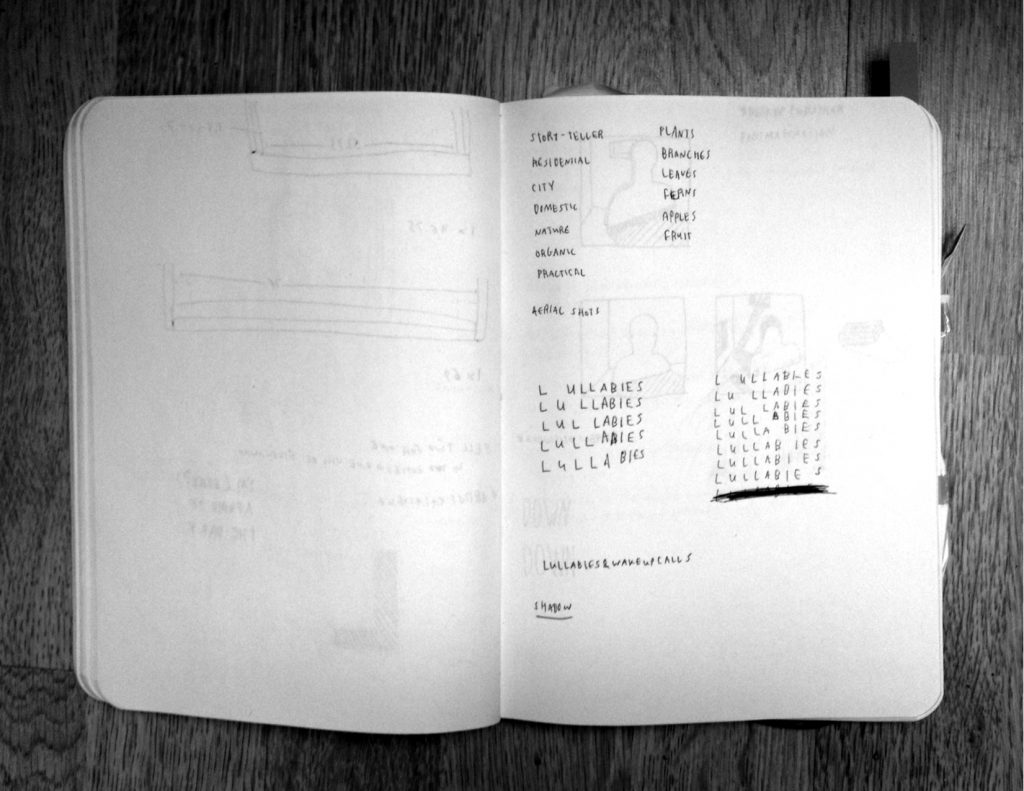 STORY-TELLER
RESIDENTIAL
CITY
DOMESTIC
NATURE
ORGANIC
PRACTICAL
PLANTS
BRANCHES
LEAVES
FERNS
APPLES
FRUIT
AERIAL SHOTS
L ULLABIES
LU LLABIES
LUL LABIES
LULL ABIES
LULLA BIES
L ULLABIES
LU LLABIES
LUL LABIES
LULL ABIES
LULLA BIES
LULLAB IES
LULLABI ES
LULLABIE S
LULLABIES&WAKEUPCALLS
SHADOW